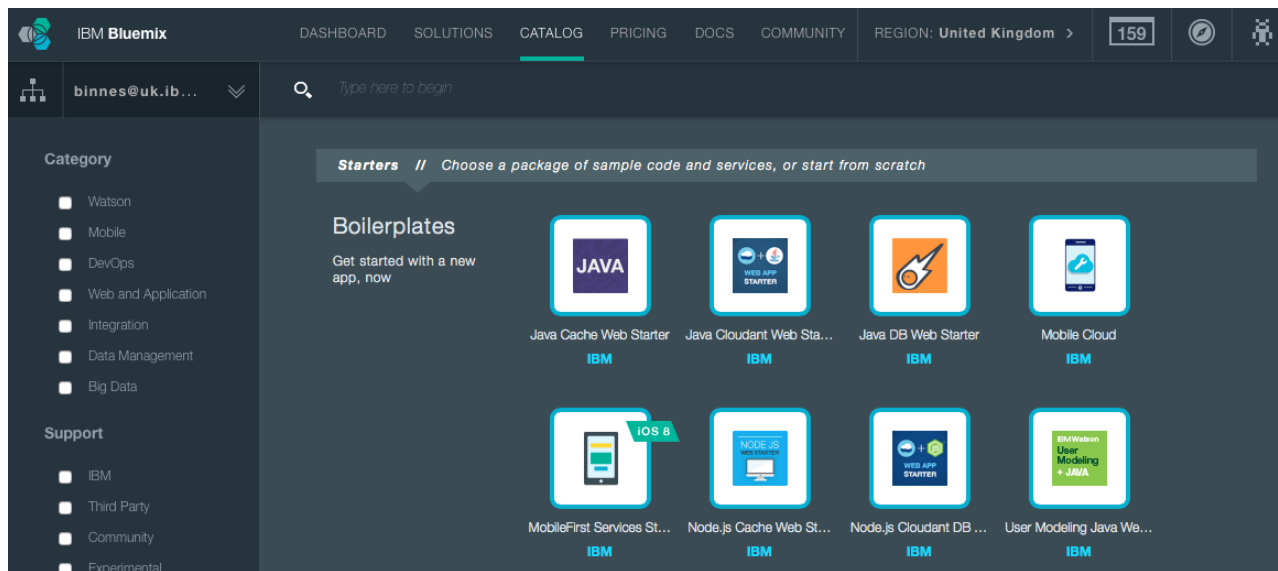 IBM Bluemix
DASHBOARD SOLUTIONS CATALOG PRICING DOCS COMMUNITY REGION: United Kingdom > 159
binnes@uk.ib...
Type here to begin
Category
Watson
Mobile
DevOps
Web and Application
Integration
Data Management
Big Data
Support
IBM
Third Party
Community
Experimental
Starters // Choose a package of sample code and services, or start from scratch
Boilerplates
Get started with a new
app, now
JAVA
Java Cache Web Starter
IBM
+
WEB APP
STARTER
Java Cloudant Web Sta...
IBM
Java DB Web Starter
IBM
Mobile Cloud
IBM
iOS 8
MobileFirst Services St...
IBM
NODE.JS
WEB STARTER
Node.js Cache Web St...
IBM
+
WEB APP
STARTER
Node.js Cloudant DB ...
IBM
IBM Watson
User
Modeling
+ JAVA
User Modeling Java We...
IBM